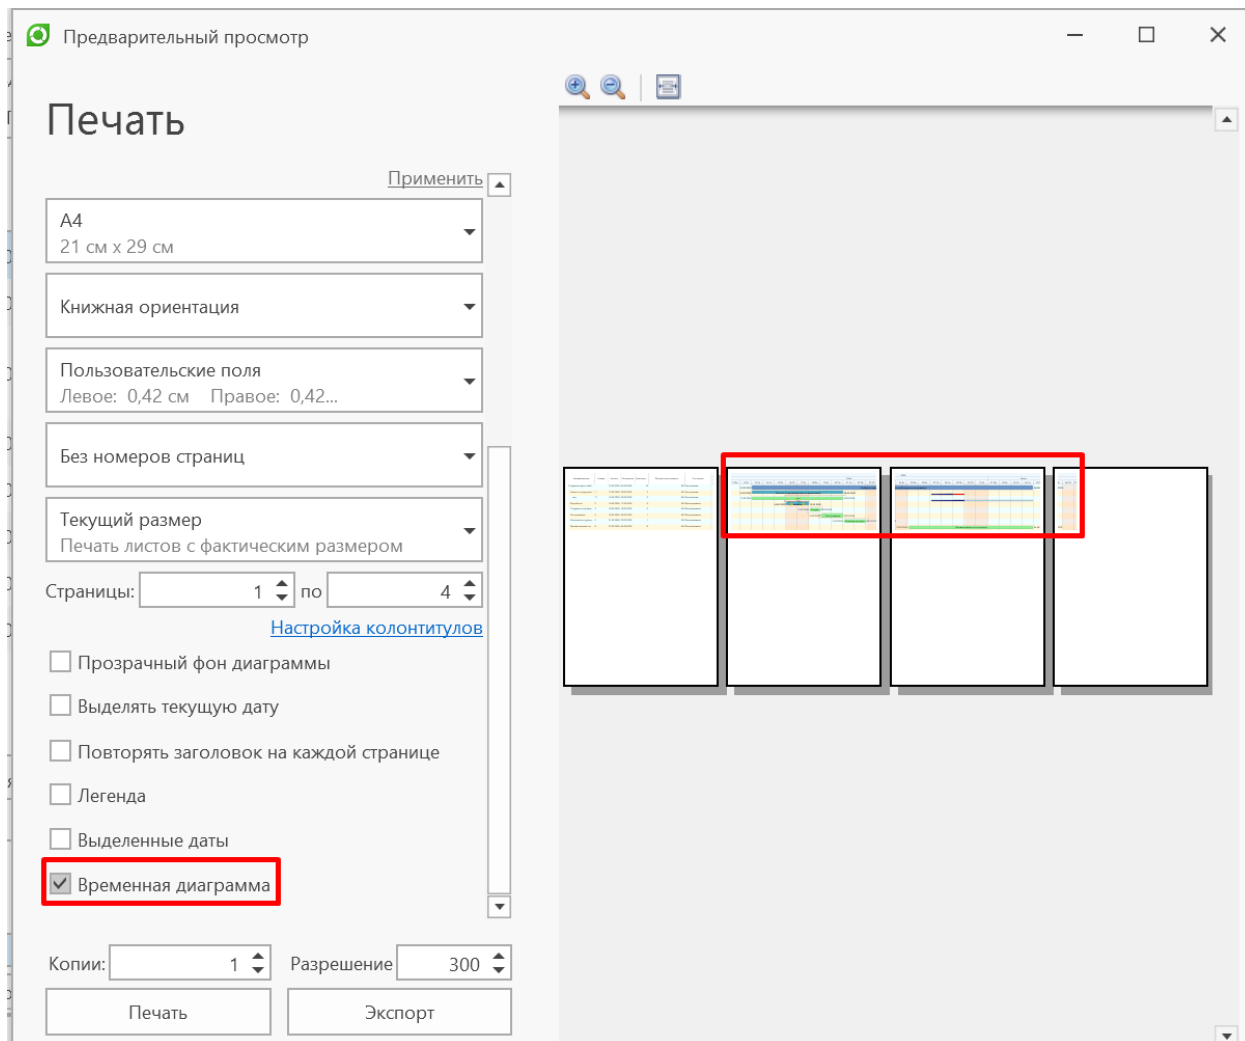 Предварительный просмотр
Печать
Применить
A4
21 см x 29 см
Книжная ориентация
Пользовательские поля
Левое: 0,42 см Правое: 0,42...
Без номеров страниц
Текущий размер
Печать листов с фактическим размером
Страницы: 1 по 4
Настройка колонтитулов
Прозрачный фон диаграммы
Выделять текущую дату
Повторять заголовок на каждой странице
Легенда
Выделенные даты
Временная диаграмма
Копии: 1 Разрешение 300
Печать Экспорт